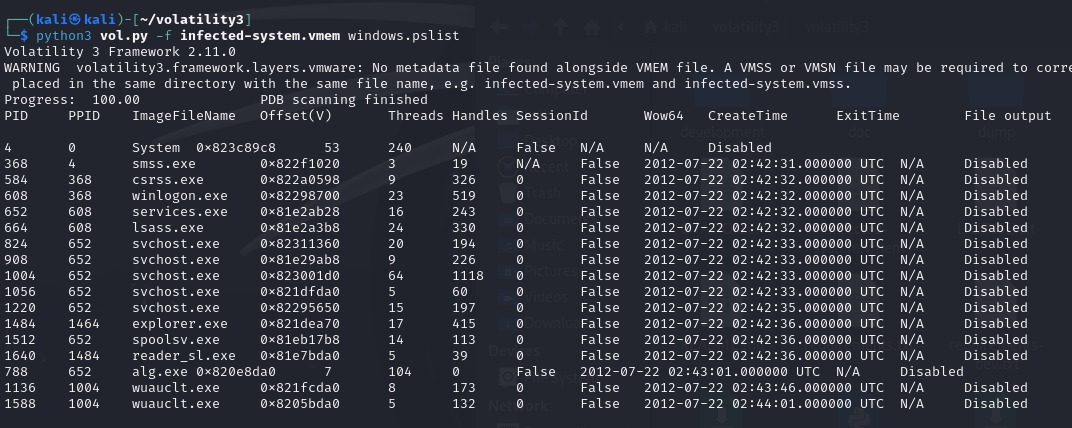 ┌──(kali㉿kali)-[~/volatility3]
└─$ python3 vol.py -f infected-system.vmem windows.pslist
Volatility 3 Framework 2.11.0
WARNING  volatility3.framework.layers.vmware: No metadata file found alongside VMEM file. A VMSS or VMSN file may be required to corre
 placed in the same directory with the same file name, e.g. infected-system.vmem and infected-system.vmss.
Progress:  100.00               PDB scanning finished
PID     PPID    ImageFileName   Offset(V)       Threads Handles SessionId       Wow64   CreateTime      ExitTime        File output
4       0       System  0×823c89c8      53      240     N/A     False   N/A     N/A     Disabled
368     4       smss.exe        0×822f1020      3       19      N/A     False   2012-07-22 02:42:31.000000 UTC  N/A     Disabled
584     368     csrss.exe       0×822a0598      9       326     0       False   2012-07-22 02:42:32.000000 UTC  N/A     Disabled
608     368     winlogon.exe    0×82298700      23      519     0       False   2012-07-22 02:42:32.000000 UTC  N/A     Disabled
652     608     services.exe    0×81e2ab28      16      243     0       False   2012-07-22 02:42:32.000000 UTC  N/A     Disabled
664     608     lsass.exe       0×81e2a3b8      24      330     0       False   2012-07-22 02:42:32.000000 UTC  N/A     Disabled
824     652     svchost.exe     0×82311360      20      194     0       False   2012-07-22 02:42:33.000000 UTC  N/A     Disabled
908     652     svchost.exe     0×81e29ab8      9       226     0       False   2012-07-22 02:42:33.000000 UTC  N/A     Disabled
1004    652     svchost.exe     0×823001d0      64      1118    0       False   2012-07-22 02:42:33.000000 UTC  N/A     Disabled
1056    652     svchost.exe     0×821dfda0      5       60      0       False   2012-07-22 02:42:33.000000 UTC  N/A     Disabled
1220    652     svchost.exe     0×82295650      15      197     0       False   2012-07-22 02:42:35.000000 UTC  N/A     Disabled
1484    1464    explorer.exe    0×821dea70      17      415     0       False   2012-07-22 02:42:36.000000 UTC  N/A     Disabled
1512    652     spoolsv.exe     0×81eb17b8      14      113     0       False   2012-07-22 02:42:36.000000 UTC  N/A     Disabled
1640    1484    reader_sl.exe   0×81e7bda0      5       39      0       False   2012-07-22 02:42:36.000000 UTC  N/A     Disabled
788     652     alg.exe 0×820e8da0      7       104     0       False   2012-07-22 02:43:01.000000 UTC  N/A     Disabled
1136    1004    wuauclt.exe     0×821fcda0      8       173     0       False   2012-07-22 02:43:46.000000 UTC  N/A     Disabled
1588    1004    wuauclt.exe     0×8205bda0      5       132     0       False   2012-07-22 02:44:01.000000 UTC  N/A     Disabled